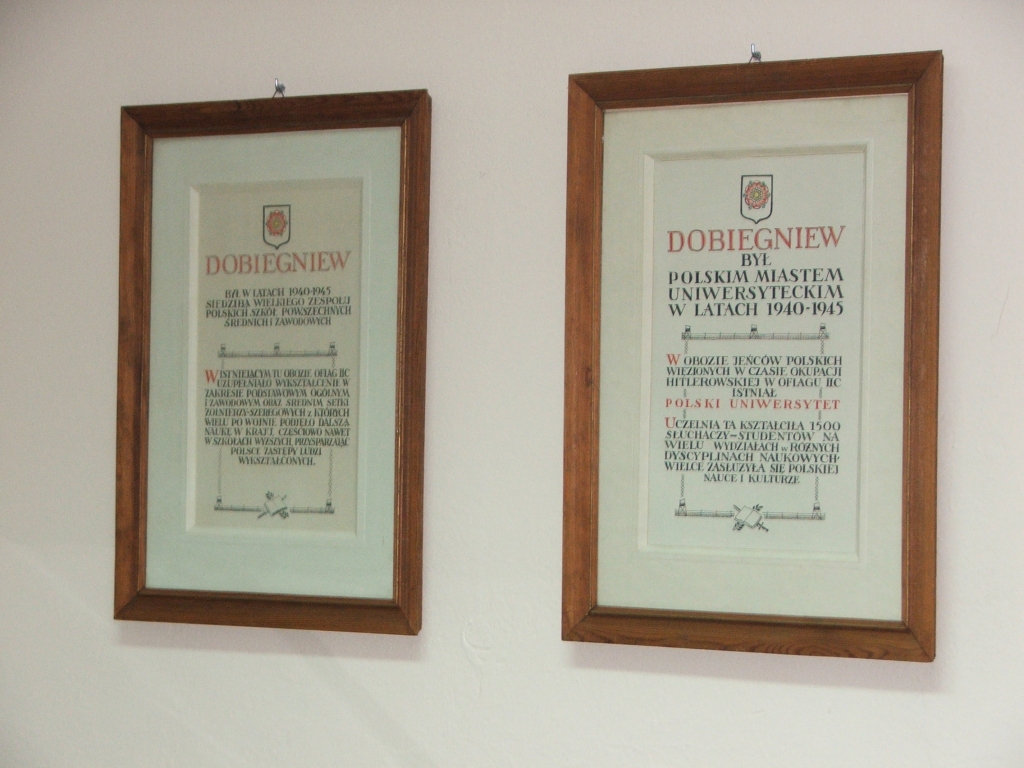 DOBIEGNIEW
BYŁ W LATACH 1940-1945
SIEDZIBĄ WIELKIEGO ZESPOŁU
POLSKICH SZKÓŁ POWSZECHNYCH
ŚREDNICH i ZAWODOWYCH
W ISTNIEJĄCYM TU OBOZIE OFLAG IIC
UZUPEŁNIAŁO WYKSZTAŁCENIE W
ZAKRESIE PODSTAWOWYM OGÓLNYM
I ZAWODOWYM ORAZ ŚREDNIM SETKI
ŻOŁNIERZY-SZEREGOWYCH z KTÓRYCH
WIELU PO WOJNIE PODJĘŁO DALSZĄ
NAUKĘ W KRAJU, CZĘŚCIOWO NAWET
W SZKOŁACH WYŻSZYCH, PRZYSPARZAJĄC
POLSCE ZASTĘPY LUDZI
WYKSZTAŁCONYCH.
DOBIEGNIEW
BYŁ
POLSKIM MIASTEM
UNIWERSYTECKIM
W LATACH 1940-1945
W OBOZIE JEŃCÓW POLSKICH
WIĘZIONYCH W CZASIE OKUPACJI
HITLEROWSKIEJ W OFLAGU IIC
ISTNIAŁ
POLSKI UNIWERSYTET
UCZELNIA TA KSZTAŁCIŁA 1500
SŁUCHACZY-STUDENTÓW NA
WIELU WYDZIAŁACH w RÓŻNYCH
DYSCYPLINACH NAUKOWYCH-
WIELCE ZASŁUŻYŁA SIĘ POLSKIEJ
NAUCE I KULTURZE